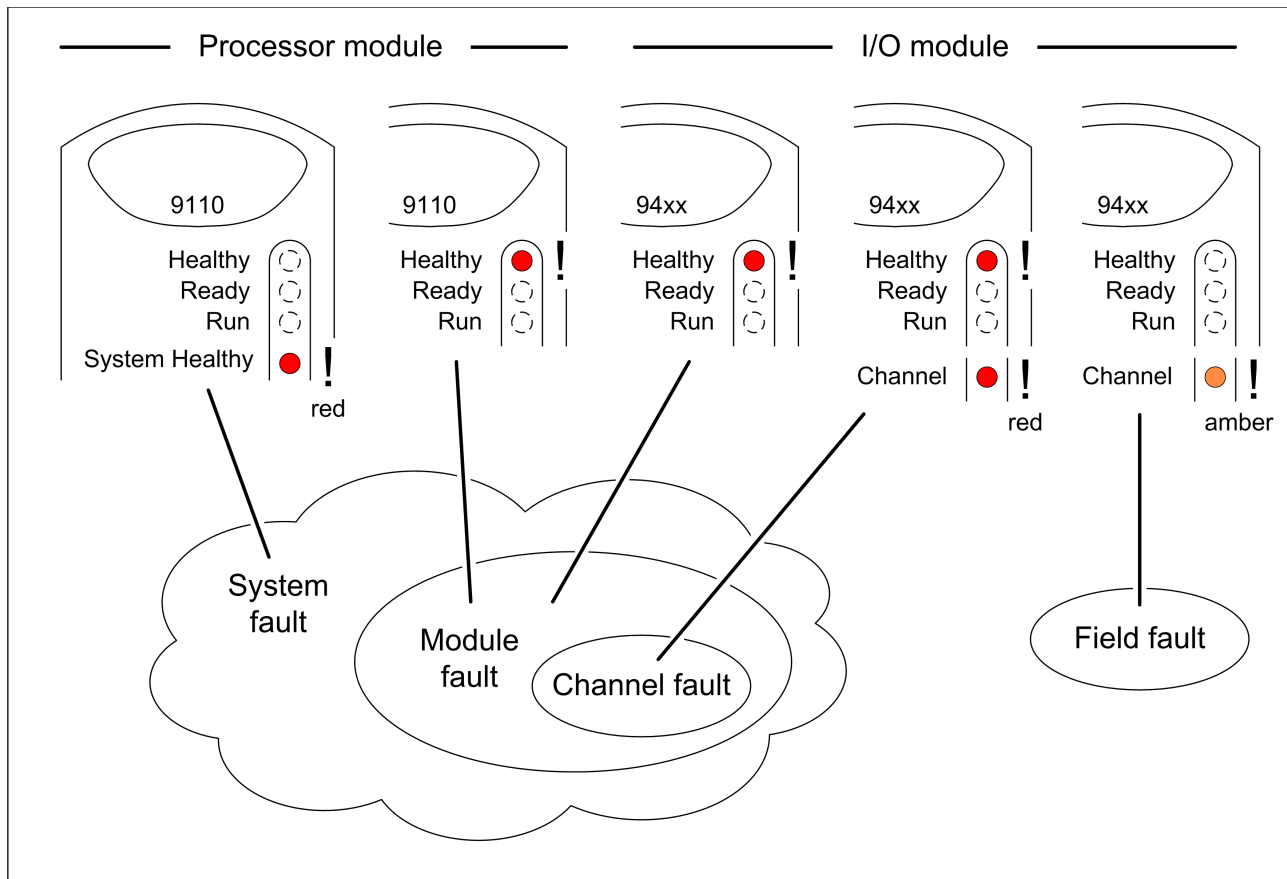 Processor module
I/O module
9110
Healthy
Ready
Run
System Healthy
!
red
9110
Healthy
!
Ready
Run
94xx
Healthy
!
Ready
Run
94xx
Healthy
!
Ready
Run
Channel
!
red
94xx
Healthy
Ready
Run
Channel
!
amber
System
fault
Module
fault
Channel fault
Field fault